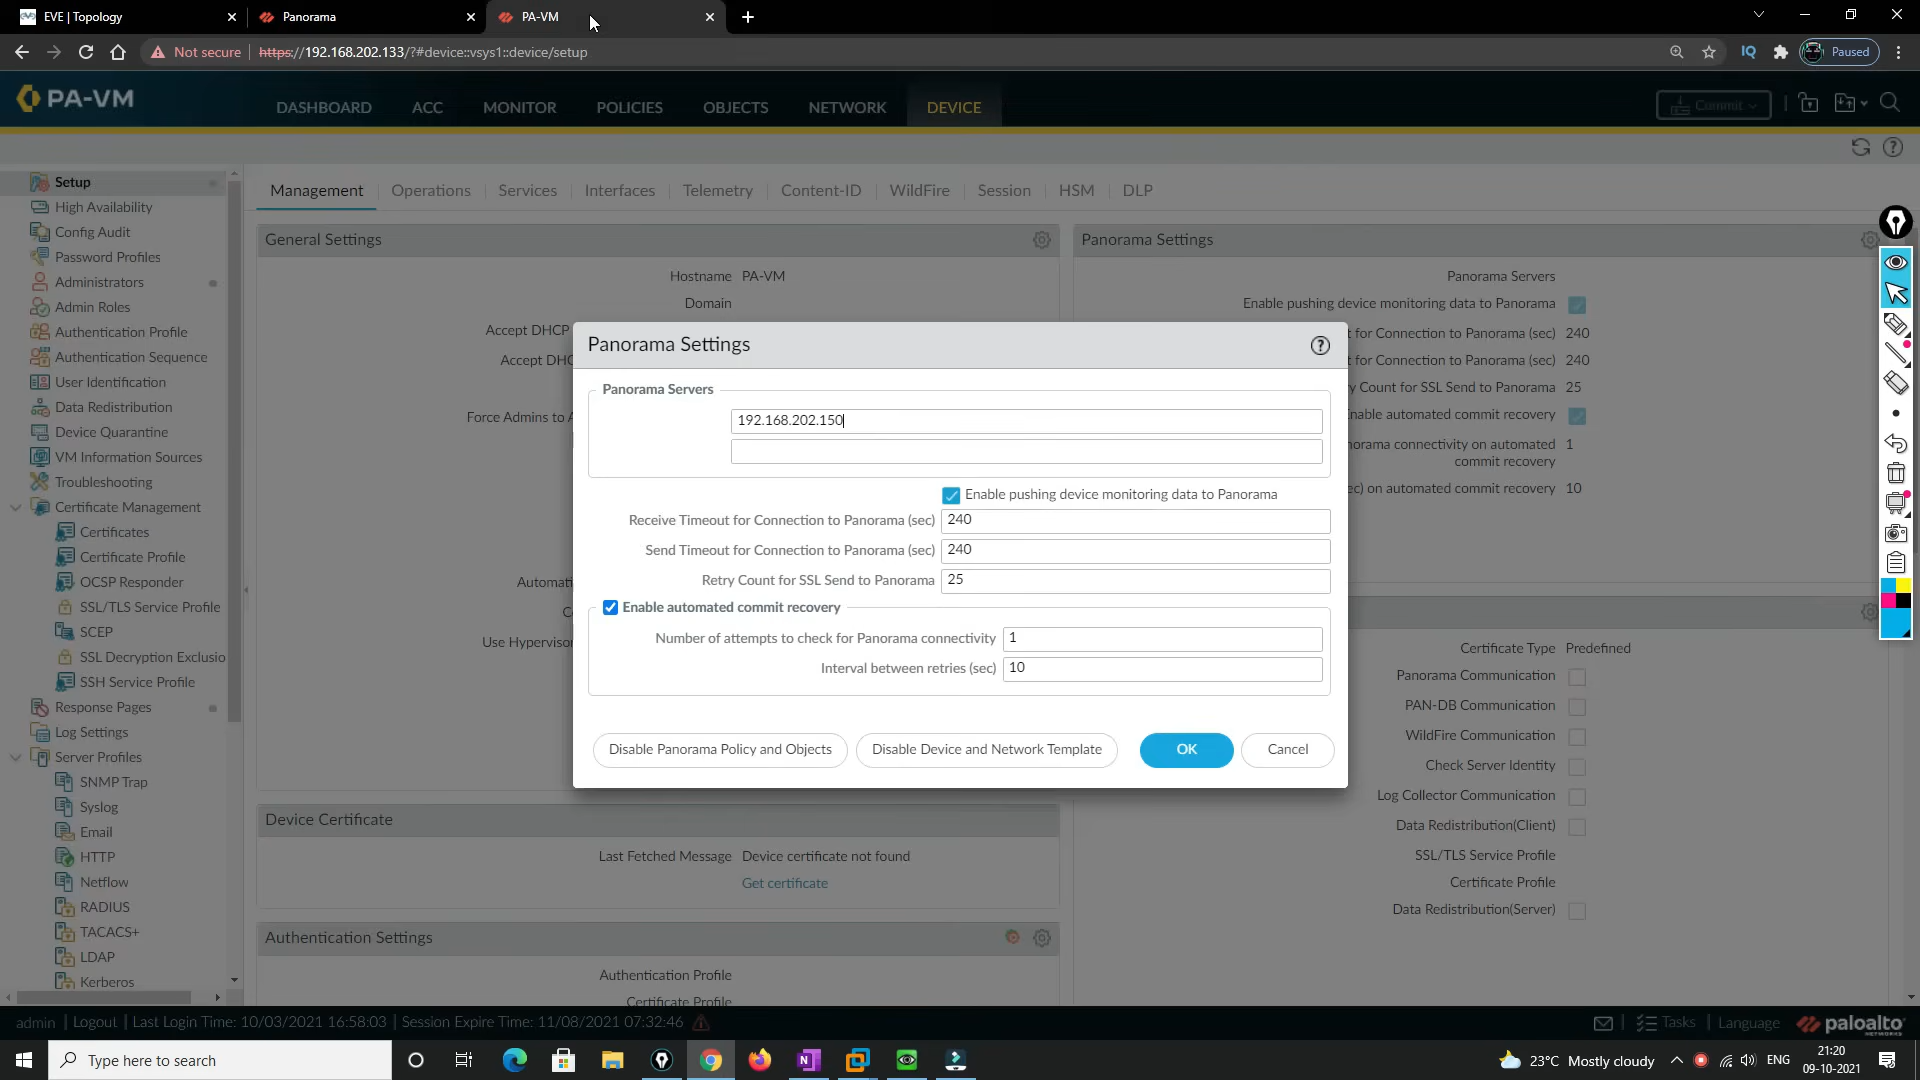 EVE | Topology
Panorama
PA-VM
Not secure
https://192.168.202.133/?#device::vsys1::device/setup
IQ
Paused
PA-VM
DASHBOARD
ACC
MONITOR
POLICIES
OBJECTS
NETWORK
DEVICE
Commit
Setup
High Availability
Config Audit
Password Profiles
Administrators
Admin Roles
Authentication Profile
Authentication Sequence
User Identification
Data Redistribution
Device Quarantine
VM Information Sources
Troubleshooting
Certificate Management
Certificates
Certificate Profile
OCSP Responder
SSL/TLS Service Profile
SCEP
SSL Decryption Exclusio
SSH Service Profile
Response Pages
Log Settings
Server Profiles
SNMP Trap
Syslog
Email
HTTP
Netflow
RADIUS
TACACS+
LDAP
Kerberos
Management
Operations
Services
Interfaces
Telemetry
Content-ID
WildFire
Session
HSM
DLP
General Settings
Hostname PA-VM
Domain
Accept DHCP
Accept DHC
Force Admins to A
Automati
C
Use Hypervisor
Panorama Settings
Panorama Servers
Enable pushing device monitoring data to Panorama
t for Connection to Panorama (sec) 240
t for Connection to Panorama (sec) 240
y Count for SSL Send to Panorama 25
nable automated commit recovery
norama connectivity on automated 1
commit recovery
ec) on automated commit recovery 10
Panorama Settings
Panorama Servers
192.168.202.150
Enable pushing device monitoring data to Panorama
Receive Timeout for Connection to Panorama (sec) 240
Send Timeout for Connection to Panorama (sec) 240
Retry Count for SSL Send to Panorama 25
Enable automated commit recovery
Number of attempts to check for Panorama connectivity 1
Interval between retries (sec) 10
Disable Panorama Policy and Objects
Disable Device and Network Template
OK
Cancel
Certificate Type Predefined
Panorama Communication
PAN-DB Communication
WildFire Communication
Check Server Identity
Log Collector Communication
Data Redistribution(Client)
SSL/TLS Service Profile
Certificate Profile
Data Redistribution(Server)
Device Certificate
Last Fetched Message Device certificate not found
Get certificate
Authentication Settings
Authentication Profile
Certificate Profile
admin | Logout | Last Login Time: 10/03/2021 16:58:03 | Session Expire Time: 11/08/2021 07:32:46
Tasks | Language
paloalto
NETWORKS
Type here to search
23°C Mostly cloudy
ENG
21:20
09-10-2021